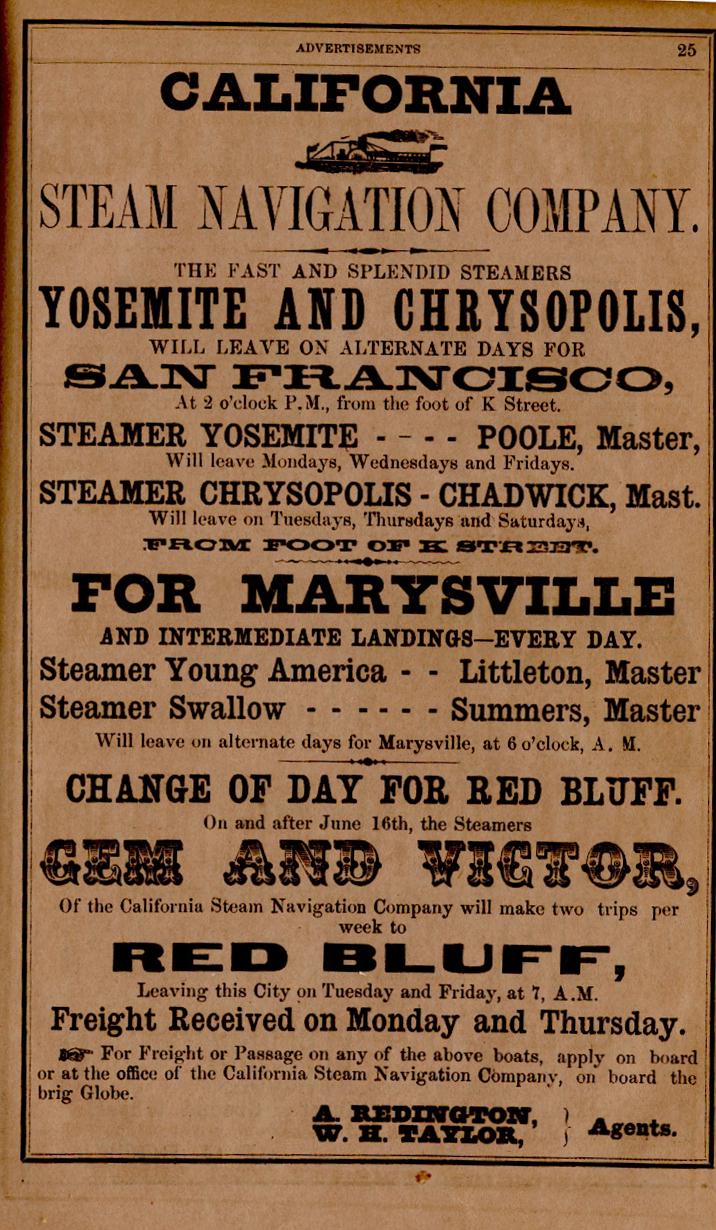 ADVERTISEMENTS 25
CALIFORNIA
STEAM NAVIGATION COMPANY.
THE FAST AND SPLENDID STEAMERS
YOSEMITE AND CHRYSOPOLIS,
WILL LEAVE ON ALTERNATE DAYS FOR
SAN FRANCISCO,
At 2 o'clock P.M., from the foot of K Street.
STEAMER YOSEMITE - - - - POOLE, Master,
Will leave Mondays, Wednesdays and Fridays.
STEAMER CHRYSOPOLIS - CHADWICK, Mast.
Will leave on Tuesdays, Thursdays and Saturdays,
FROM FOOT OF K STREET.
FOR MARYSVILLE
AND INTERMEDIATE LANDINGS—EVERY DAY.
Steamer Young America - - Littleton, Master
Steamer Swallow - - - - - - Summers, Master
Will leave on alternate days for Marysville, at 6 o'clock, A. M.
CHANGE OF DAY FOR RED BLUFF.
On and after June 16th, the Steamers
GEM AND VICTOR,
Of the California Steam Navigation Company will make two trips per
week to
RED BLUFF,
Leaving this City on Tuesday and Friday, at 7, A.M.
Freight Received on Monday and Thursday.
☞ For Freight or Passage on any of the above boats, apply on board
or at the office of the California Steam Navigation Company, on board the
brig Globe.
A. REDINGTON, } Agents.
W. H. TAYLOR,